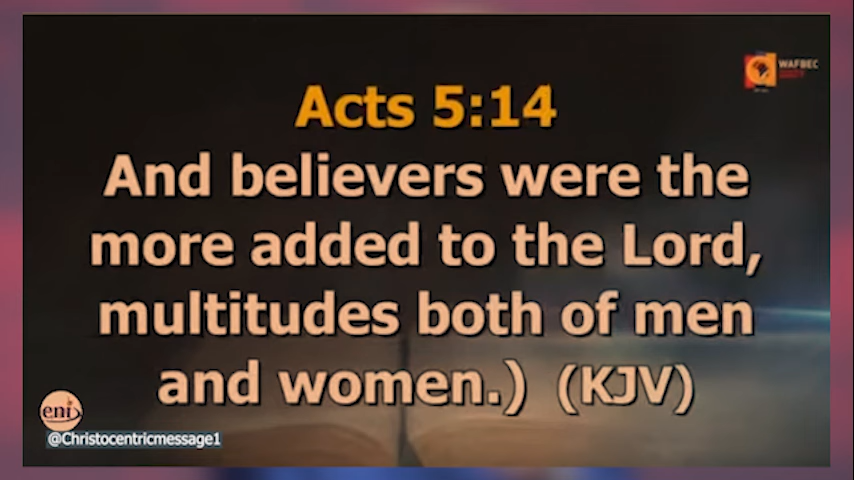 WAFBEC
Acts 5:14
And believers were the
more added to the Lord,
multitudes both of men
and women.) (KJV)
eni
@Christocentricmessage1